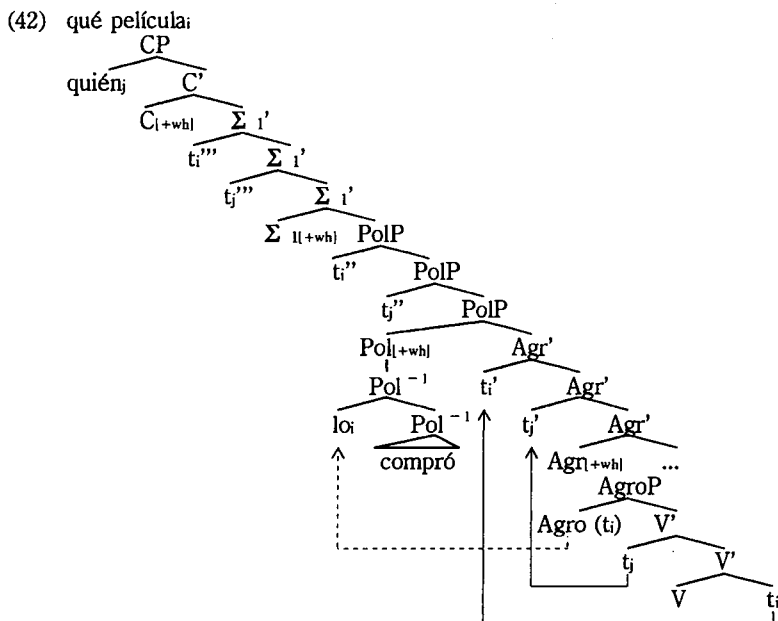 (42) qué películai
CP
quiénj C'
C[+wh] Σ 1'
ti''' Σ 1'
tj''' Σ 1'
Σ 1[+wh] PolP
ti'' PolP
tj'' PolP
Pol[+wh] Agr'
Pol⁻¹ ti' Agr'
loi Pol⁻¹ tj' Agr'
compró Agr[+wh] ...
AgroP
Agro (ti) V'
tj V'
V ti